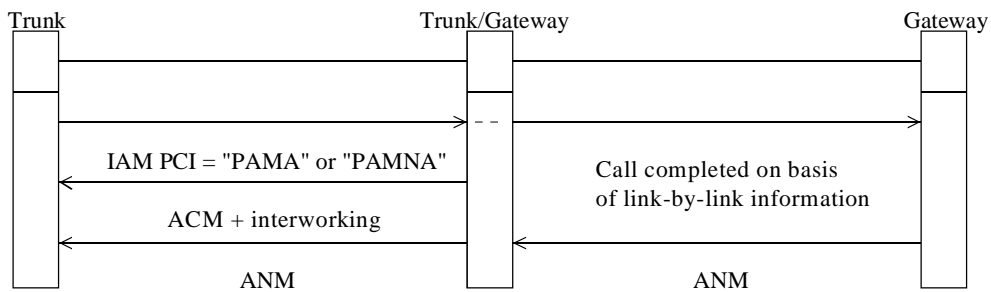 Trunk
Trunk/Gateway
Gateway
IAM PCI = "PAMA" or "PAMNA"
Call completed on basis
of link-by-link information
ACM + interworking
ANM
ANM